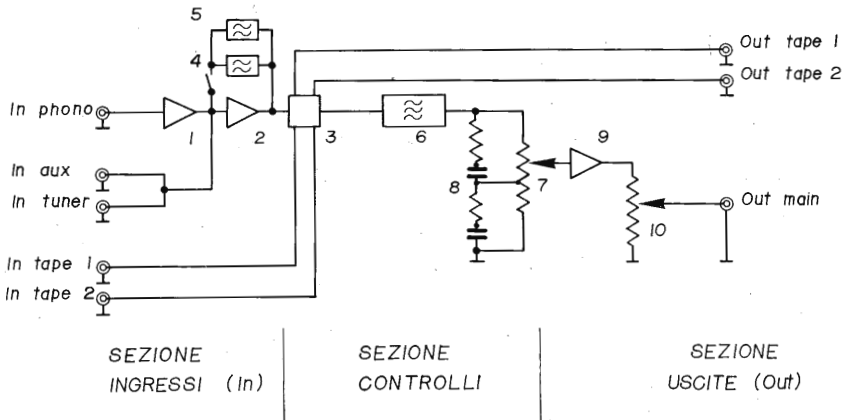 5
4
Out tape 1
Out tape 2
In phono
1
2
3
6
9
In aux
8
7
In tuner
Out main
10
In tape 1
In tape 2
SEZIONE
INGRESSI (In)
SEZIONE
CONTROLLI
SEZIONE
USCITE (Out)